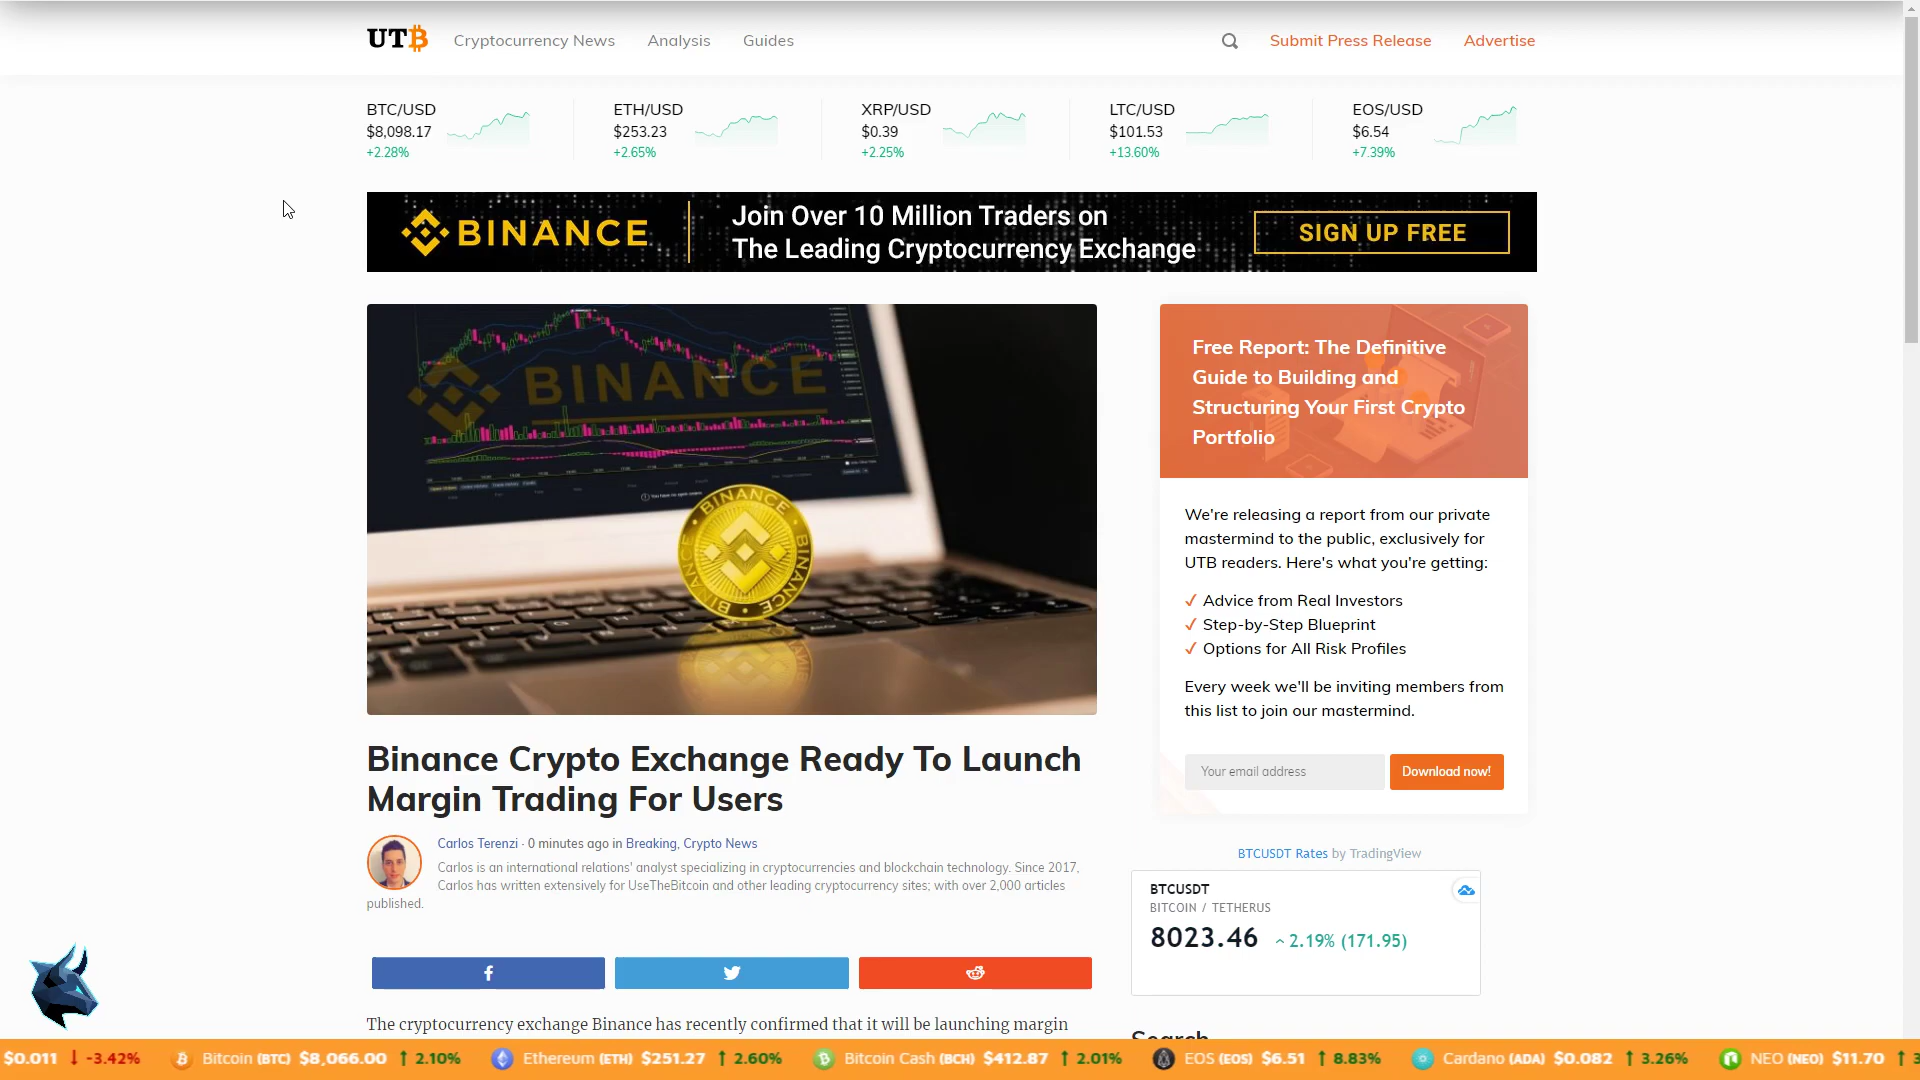 UTB Cryptocurrency News Analysis Guides Submit Press Release Advertise
BTC/USD ETH/USD XRP/USD LTC/USD EOS/USD
$8,098.17 $253.23 $0.39 $101.53 $6.54
+2.28% +2.65% +2.25% +13.60% +7.39%
BINANCE
Join Over 10 Million Traders on
The Leading Cryptocurrency Exchange
SIGN UP FREE
BINANCE
BINANCE
BINANCE
BINANCE
BINANCE
Free Report: The Definitive
Guide to Building and
Structuring Your First Crypto
Portfolio
We're releasing a report from our private
mastermind to the public, exclusively for
UTB readers. Here's what you're getting:
✓ Advice from Real Investors
✓ Step-by-Step Blueprint
✓ Options for All Risk Profiles
Every week we'll be inviting members from
this list to join our mastermind.
Your email address Download now!
Binance Crypto Exchange Ready To Launch
Margin Trading For Users
Carlos Terenzi · 0 minutes ago in Breaking, Crypto News
Carlos is an international relations' analyst specializing in cryptocurrencies and blockchain technology. Since 2017,
Carlos has written extensively for UseTheBitcoin and other leading cryptocurrency sites; with over 2,000 articles
published.
BTCUSDT Rates by TradingView
BTCUSDT
BITCOIN / TETHERUS
8023.46 2.19% (171.95)
The cryptocurrency exchange Binance has recently confirmed that it will be launching margin
Search
$0.011 -3.42% Bitcoin (BTC) $8,066.00 2.10% Ethereum (ETH) $251.27 2.60% Bitcoin Cash (BCH) $412.87 2.01% EOS (EOS) $6.51 8.83% Cardano (ADA) $0.082 3.26% NEO (NEO) $11.70